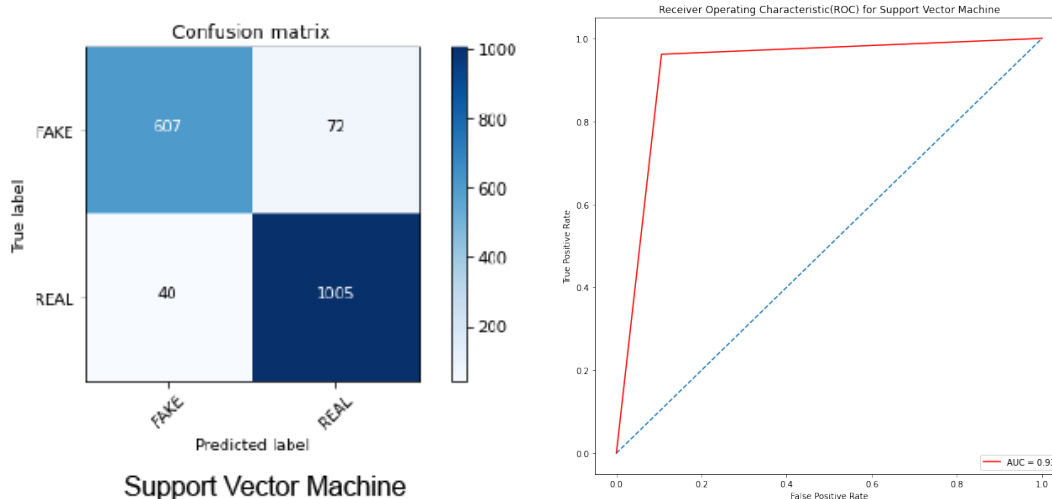 Confusion matrix
1000
FAKE
607
72
800
600
True label
400
REAL
40
1005
200
FAKE
REAL
Predicted label
Support Vector Machine
Receiver Operating Characteristic(ROC) for Support Vector Machine
1.0
0.8
0.6
True Positive Rate
0.4
0.2
0.0
AUC = 0.93
0.0
0.2
0.4
0.6
0.8
1.0
False Positive Rate